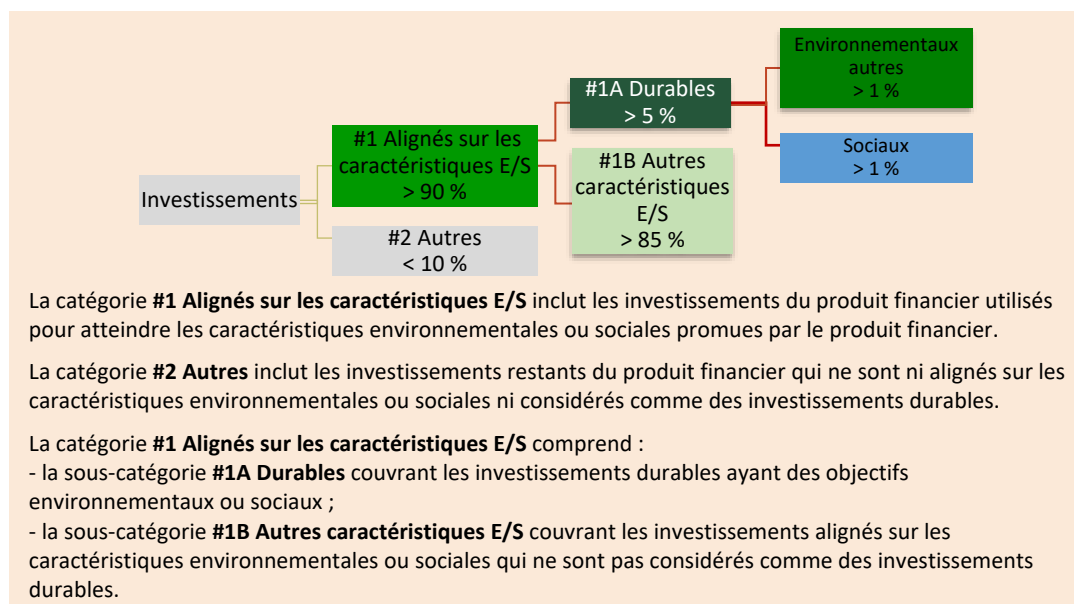 Environnementaux
autres
> 1 %
#1A Durables
> 5 %
#1 Alignés sur les
caractéristiques E/S
> 90 %
Sociaux
> 1 %
#1B Autres
caractéristiques
E/S
> 85 %
Investissements
#2 Autres
< 10 %
La catégorie #1 Alignés sur les caractéristiques E/S inclut les investissements du produit financier utilisés
pour atteindre les caractéristiques environnementales ou sociales promues par le produit financier.
La catégorie #2 Autres inclut les investissements restants du produit financier qui ne sont ni alignés sur les
caractéristiques environnementales ou sociales ni considérés comme des investissements durables.
La catégorie #1 Alignés sur les caractéristiques E/S comprend :
- la sous-catégorie #1A Durables couvrant les investissements durables ayant des objectifs
environnementaux ou sociaux ;
- la sous-catégorie #1B Autres caractéristiques E/S couvrant les investissements alignés sur les
caractéristiques environnementales ou sociales qui ne sont pas considérés comme des investissements
durables.